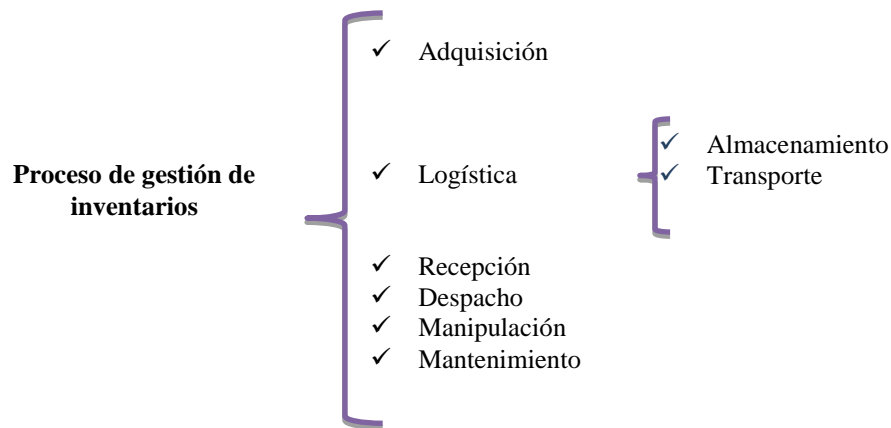 Proceso de gestión de
inventarios
✓ Adquisición
✓ Logística
✓ Almacenamiento
✓ Transporte
✓ Recepción
✓ Despacho
✓ Manipulación
✓ Mantenimiento